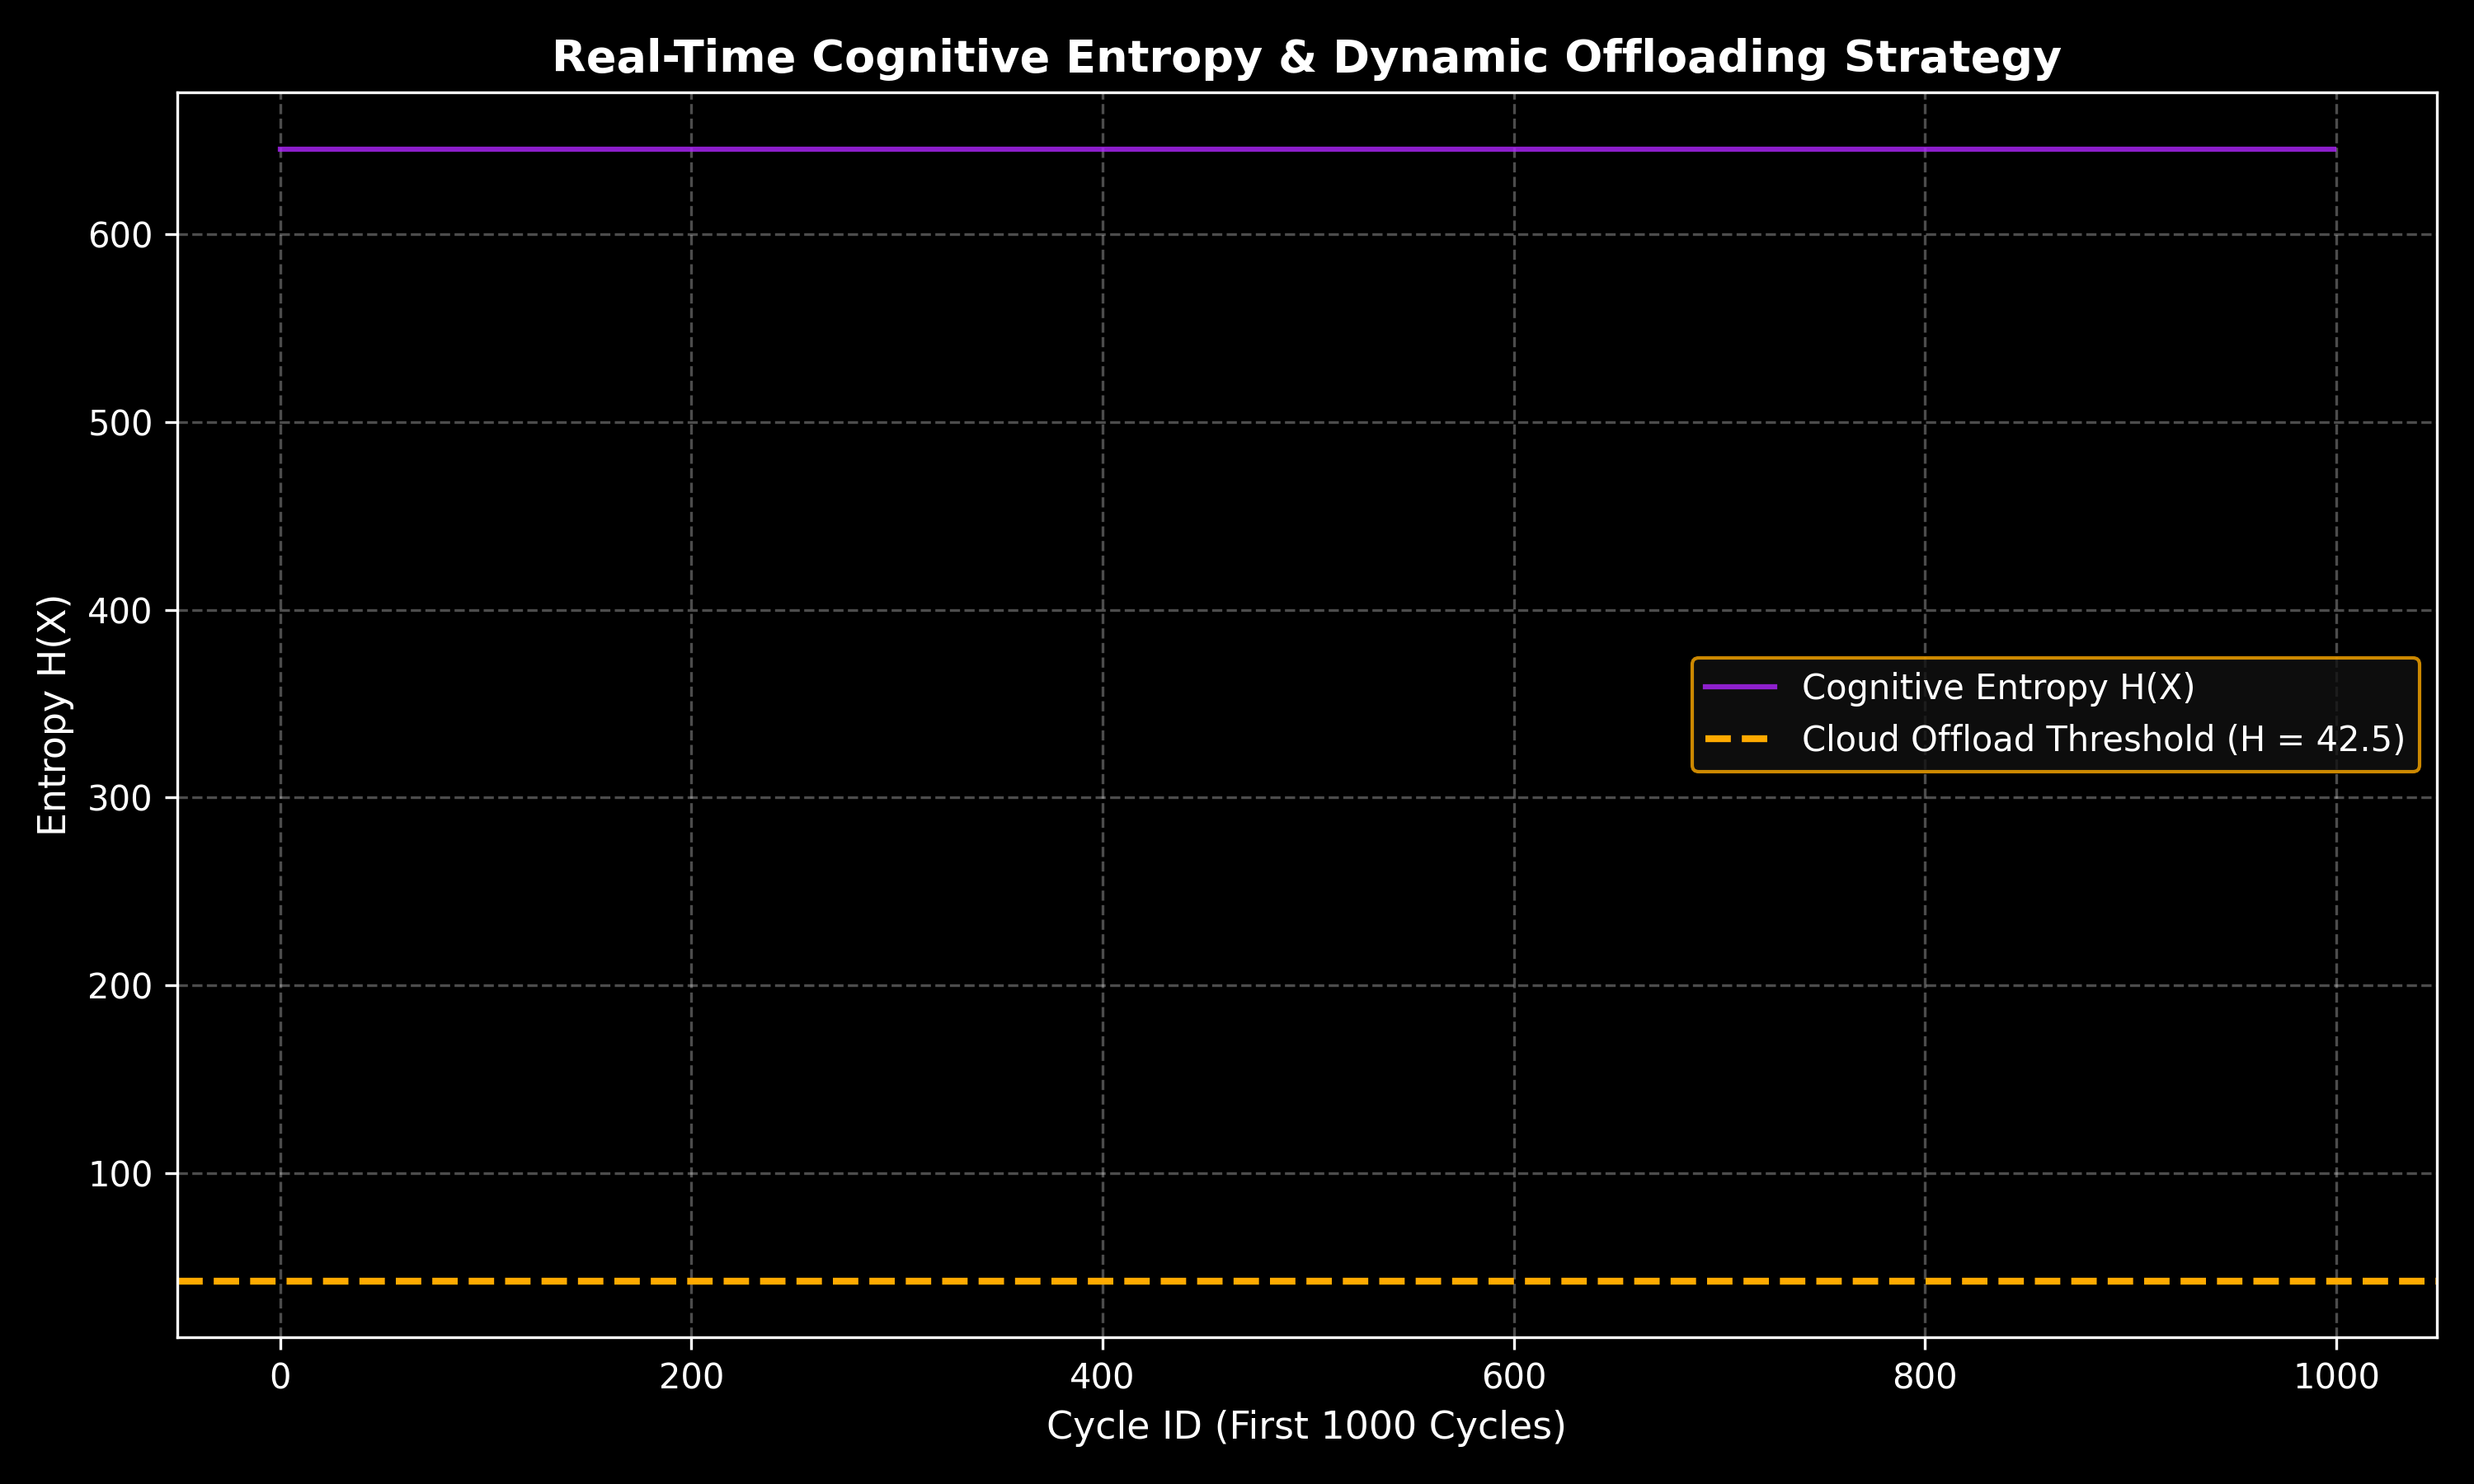 Real-Time Cognitive Entropy & Dynamic Offloading Strategy
Entropy H(X)
600
500
400
300
200
100
Cognitive Entropy H(X)
Cloud Offload Threshold (H = 42.5)
0 200 400 600 800 1000
Cycle ID (First 1000 Cycles)